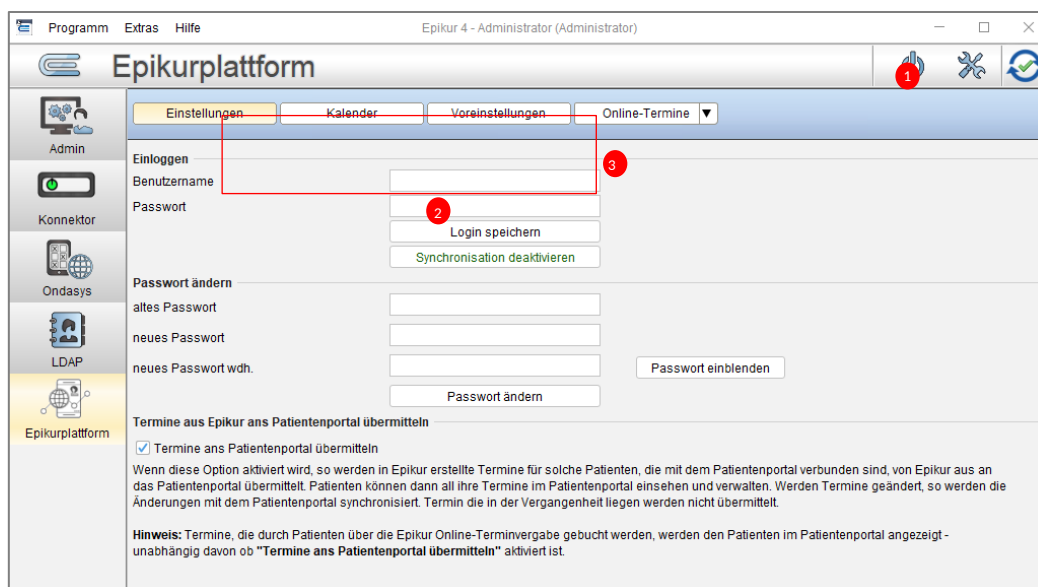 Programm Extras Hilfe Epikur 4 - Administrator (Administrator)
Epikurplattform
1
Admin
Konnektor
Ondasys
LDAP
Epikurplattform
Einstellungen Kalender Voreinstellungen Online-Termine
Einloggen
3
Benutzername
Passwort
2
Login speichern
Synchronisation deaktivieren
Passwort ändern
altes Passwort
neues Passwort
neues Passwort wdh. Passwort einblenden
Passwort ändern
Termine aus Epikur ans Patientenportal übermitteln
Termine ans Patientenportal übermitteln
Wenn diese Option aktiviert wird, so werden in Epikur erstellte Termine für solche Patienten, die mit dem Patientenportal verbunden sind, von Epikur aus an
das Patientenportal übermittelt. Patienten können dann all ihre Termine im Patientenportal einsehen und verwalten. Werden Termine geändert, so werden die
Änderungen mit dem Patientenportal synchronisiert. Termin die in der Vergangenheit liegen werden nicht übermittelt.
Hinweis: Termine, die durch Patienten über die Epikur Online-Terminvergabe gebucht werden, werden den Patienten im Patientenportal angezeigt -
unabhängig davon ob "Termine ans Patientenportal übermitteln" aktiviert ist.